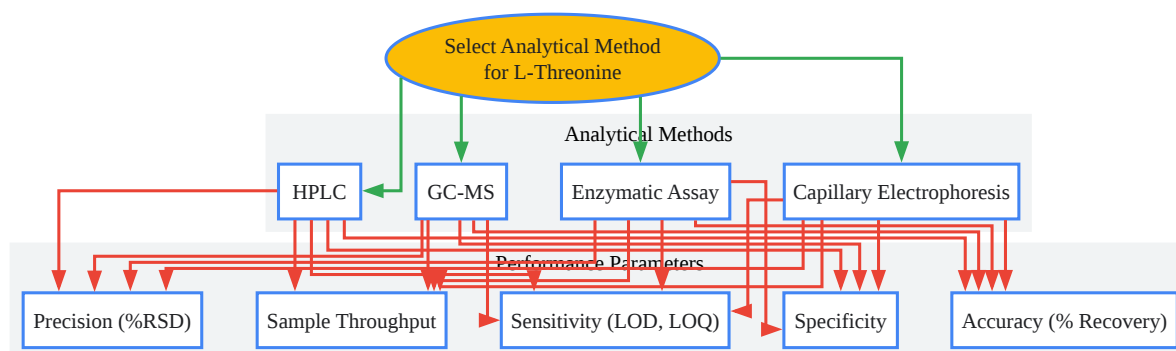 Select Analytical Method
for L-Threonine
Analytical Methods
HPLC
GC-MS
Enzymatic Assay
Capillary Electrophoresis
Performance Parameters
Precision (%RSD)
Sample Throughput
Sensitivity (LOD, LOQ)
Specificity
Accuracy (% Recovery)